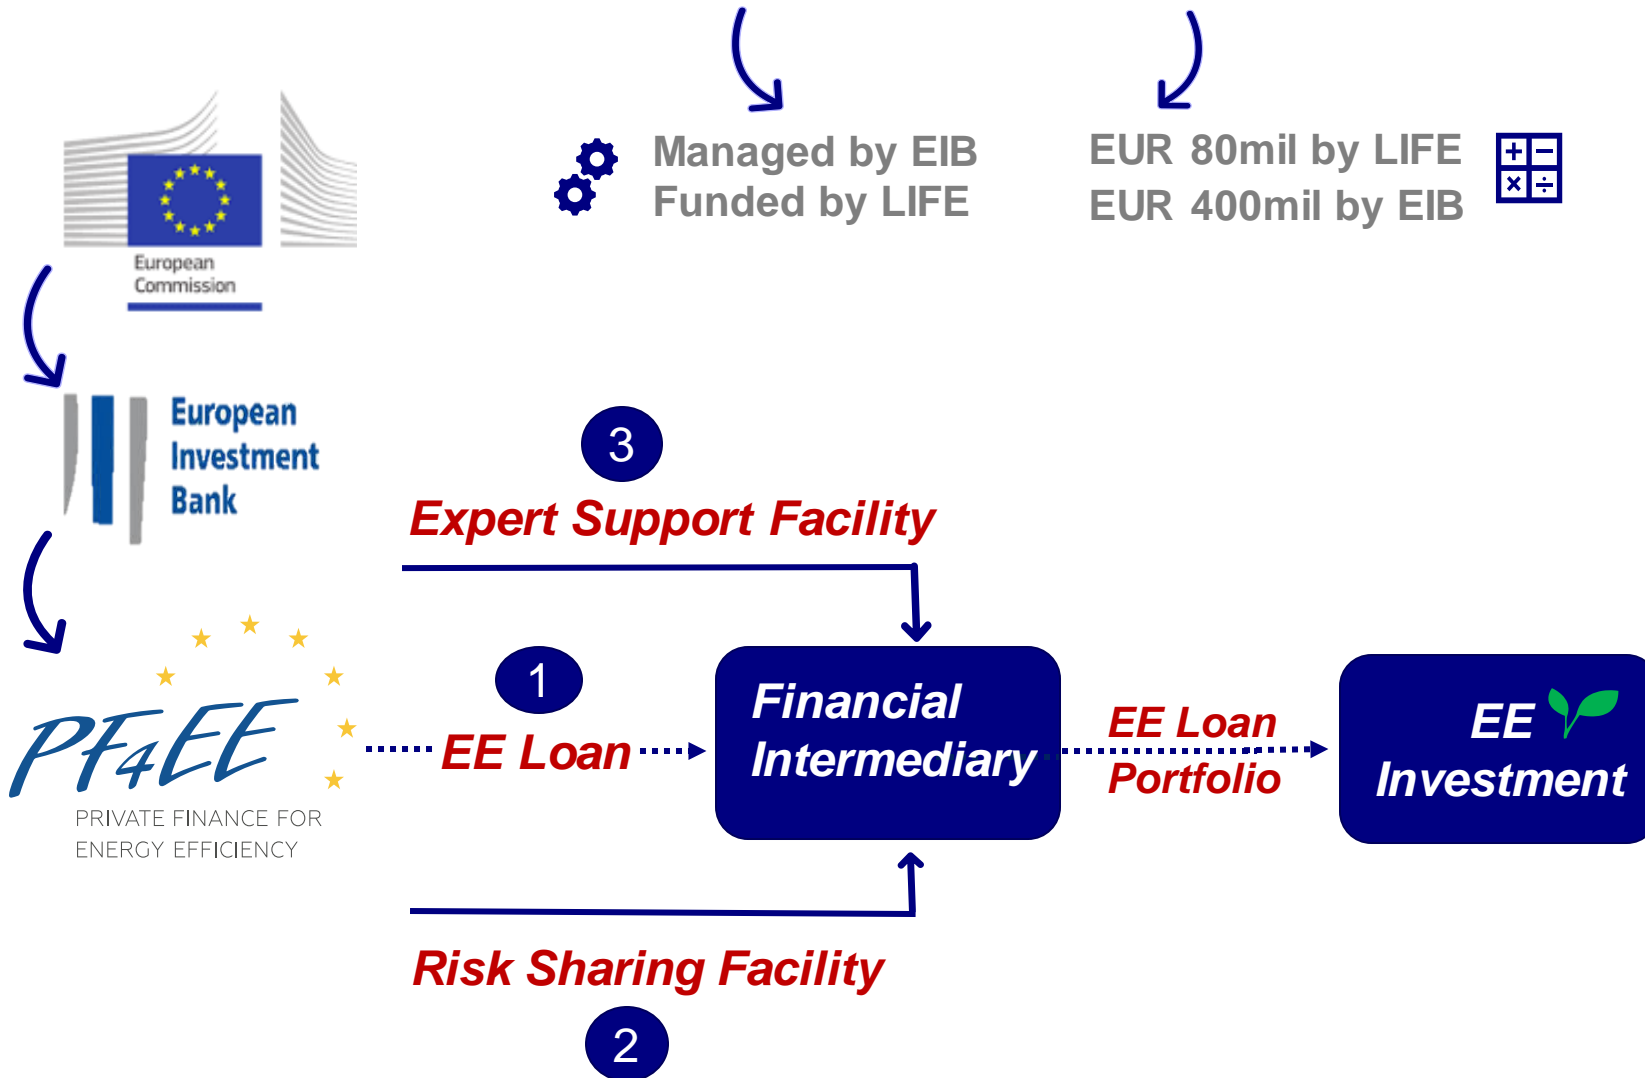 Managed by EIB
Funded by LIFE
EUR 80mil by LIFE
EUR 400mil by EIB
+ −
× ÷
European
Commission
European
Investment
Bank
3
Expert Support Facility
1
EE Loan
Financial
Intermediary
EE Loan
Portfolio
EE
Investment
PF4EE
PRIVATE FINANCE FOR
ENERGY EFFICIENCY
Risk Sharing Facility
2